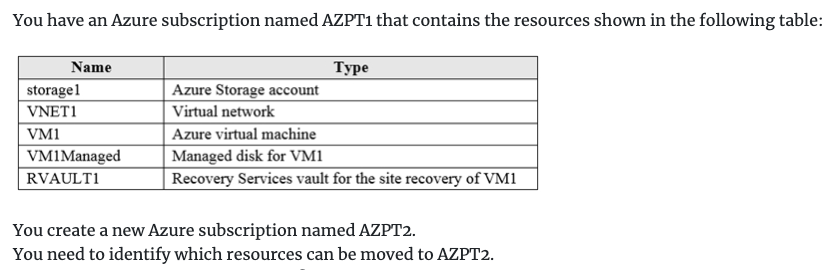 You have an Azure subscription named AZPT1 that contains the resources shown in the following table:
Name Type
storage1 Azure Storage account
VNET1 Virtual network
VM1 Azure virtual machine
VM1Managed Managed disk for VM1
RVAULT1 Recovery Services vault for the site recovery of VM1
You create a new Azure subscription named AZPT2.
You need to identify which resources can be moved to AZPT2.